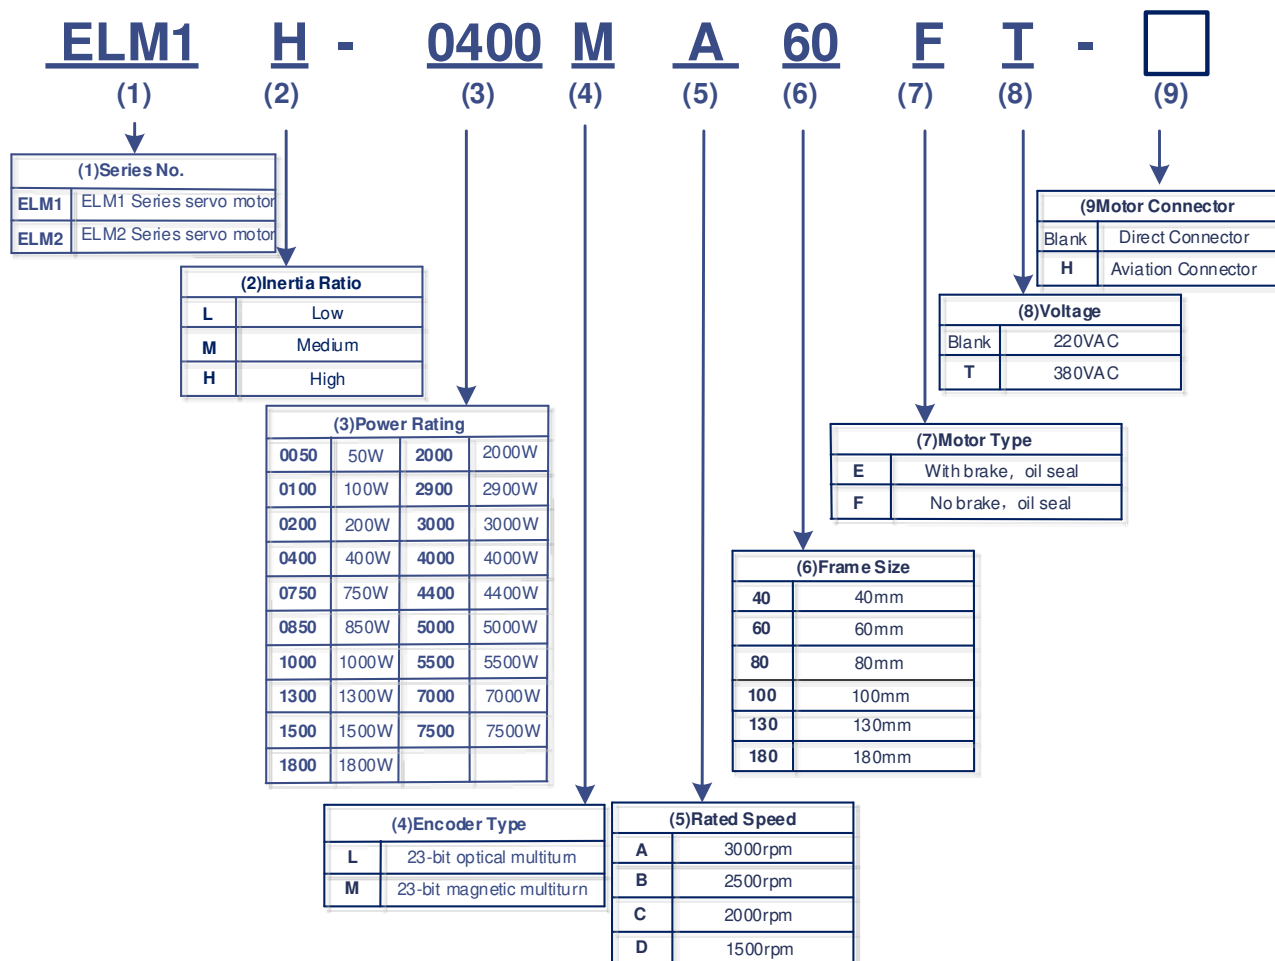 ELM1 H - 0400 M A 60 F T -
(1) (2) (3) (4) (5) (6) (7) (8) (9)
(1)Series No.
ELM1 ELM1 Series servo motor
ELM2 ELM2 Series servo motor
(2)Inertia Ratio
L Low
M Medium
H High
(3)Power Rating
0050 50W 2000 2000W
0100 100W 2900 2900W
0200 200W 3000 3000W
0400 400W 4000 4000W
0750 750W 4400 4400W
0850 850W 5000 5000W
1000 1000W 5500 5500W
1300 1300W 7000 7000W
1500 1500W 7500 7500W
1800 1800W
(4)Encoder Type
L 23-bit optical multiturn
M 23-bit magnetic multiturn
(5)Rated Speed
A 3000rpm
B 2500rpm
C 2000rpm
D 1500rpm
(6)Frame Size
40 40mm
60 60mm
80 80mm
100 100mm
130 130mm
180 180mm
(7)Motor Type
E With brake, oil seal
F No brake, oil seal
(8)Voltage
Blank 220VAC
T 380VAC
(9Motor Connector
Blank Direct Connector
H Aviation Connector